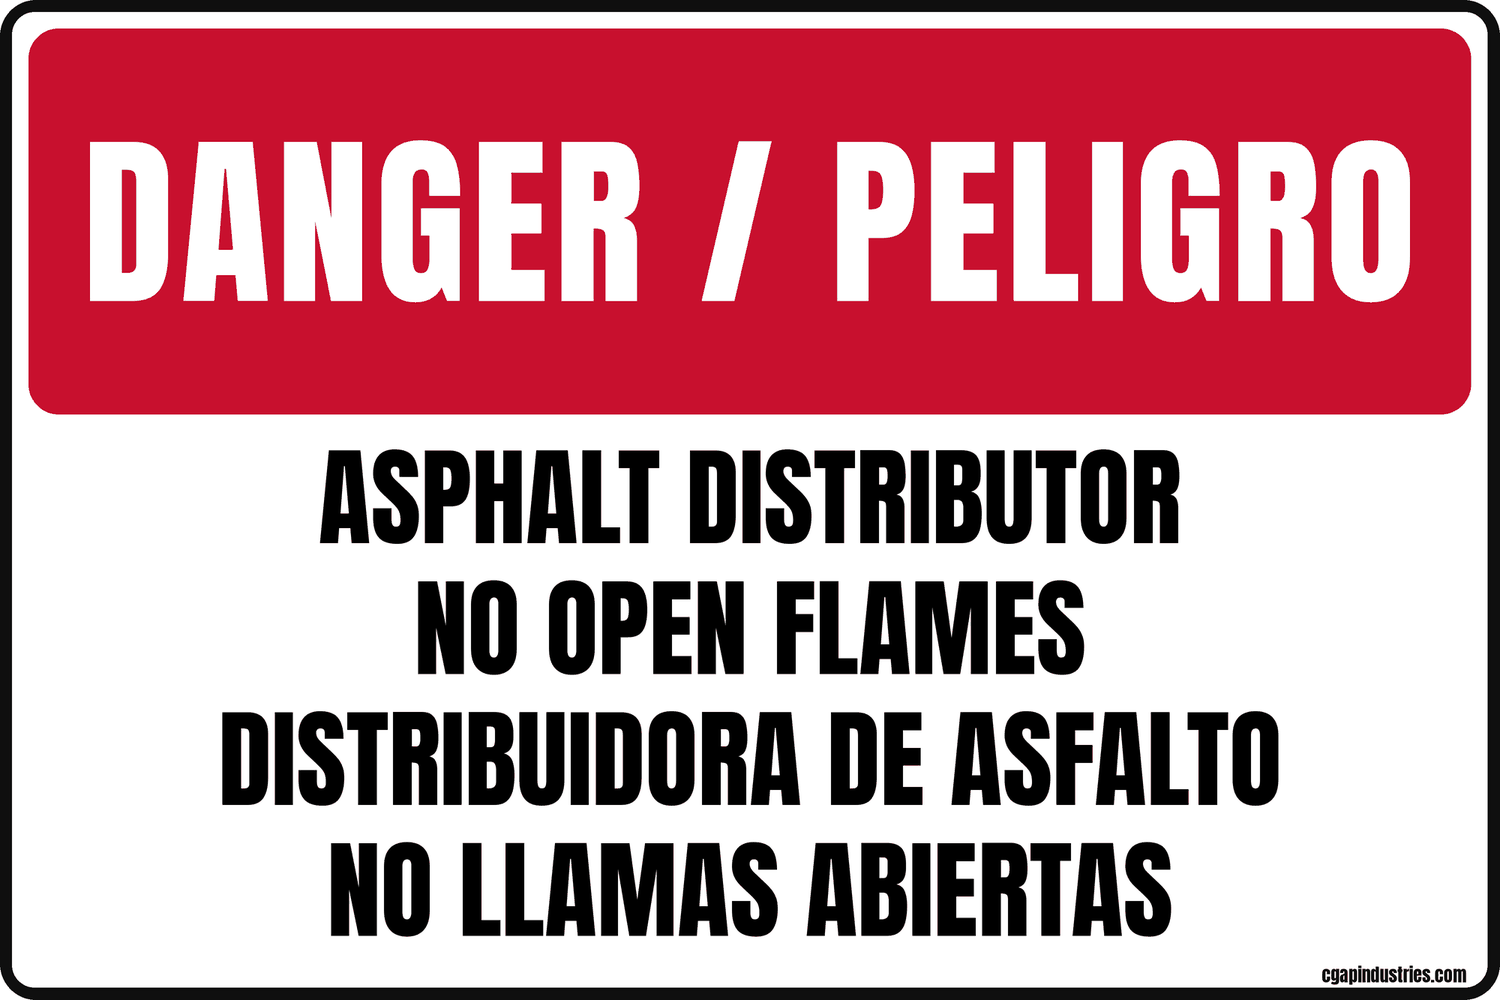 DANGER / PELIGRO
ASPHALT DISTRIBUTOR
NO OPEN FLAMES
DISTRIBUIDORA DE ASFALTO
NO LLAMAS ABIERTAS
cgapindustries.com